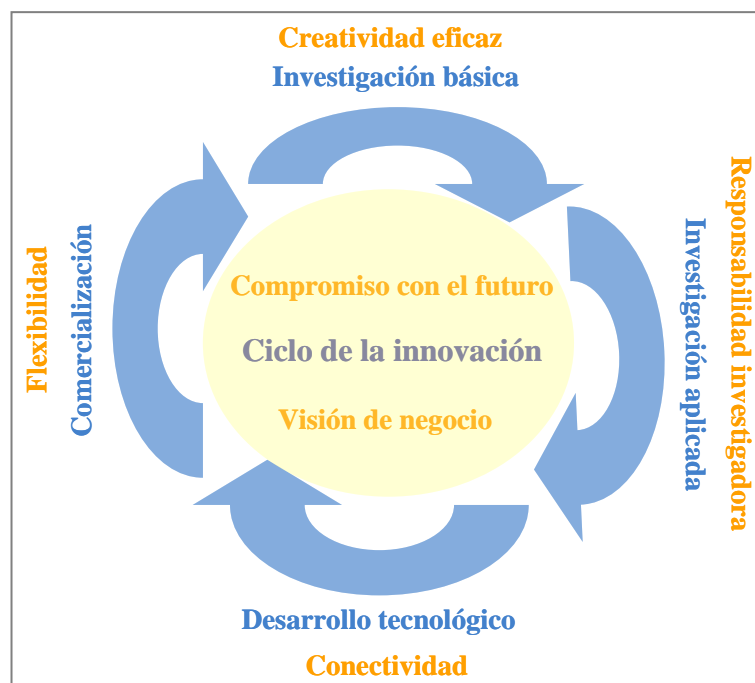 Creatividad eficaz
Investigación básica
Responsabilidad investigadora
Investigación aplicada
Flexibilidad
Comercialización
Compromiso con el futuro
Ciclo de la innovación
Visión de negocio
Desarrollo tecnológico
Conectividad